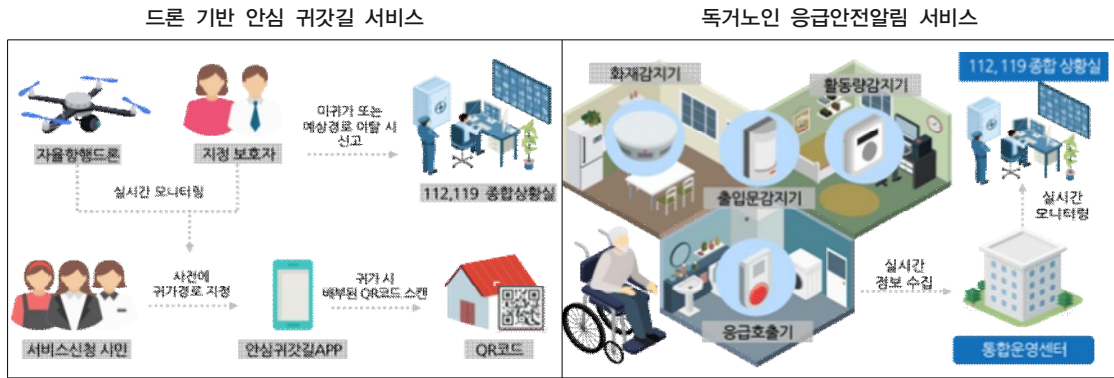 드론 기반 안심 귀갓길 서비스
자율항행드론
지정 보호자
미귀가 또는
예상경로 이탈 시
신고
112,119 종합상황실
실시간 모니터링
서비스신청 시민
사전에
귀가경로 지정
안심귀갓길APP
귀가 시
배부된 QR코드 스캔
QR코드
독거노인 응급안전알림 서비스
화재감지기
활동량감지기
출입문감지기
응급호출기
112, 119 종합 상황실
실시간
모니터링
실시간
정보 수집
통합운영센터